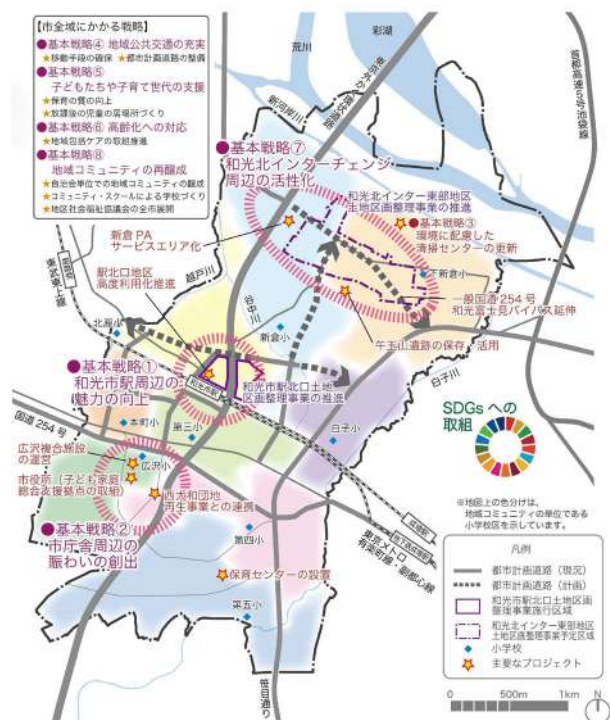 【市全域にかかる戦略】
●基本戦略④ 地域公共交通の充実
★移動手段の確保 ★都市計画道路の整備
●基本戦略⑤
子どもたちや子育て世代の支援
★保育の質の向上
★放課後の児童の居場所づくり
●基本戦略⑥ 高齢化への対応
★地域包括ケアの取組推進
●基本戦略⑧
地域コミュニティの再醸成
★自治会単位での地域コミュニティの醸成
★コミュニティ・スクールによる学校づくり
★地区社会福祉協議会の全市展開
荒川
彩湖
新河岸川
東京外かく環状道路
首都高速5号池袋線
●基本戦略⑦
和光北インターチェンジ
周辺の活性化
和光北インター東部地区
土地区画整理事業の推進
●基本戦略③
環境に配慮した
清掃センターの更新
新倉PA
サービスエリア化
下新倉小
東武東上線
越戸川
駅北口地区
高度利用化推進
谷中川
一般国道254号
和光富士見バイパス延伸
北原小
新倉小
午王山遺跡の保存・活用
●基本戦略①
和光市駅周辺の
魅力の向上
和光市駅
和光市駅北口土地
区画整理事業の推進
白子川
SDGsへの
取組
国道254号
本町小
第三小
白子小
広沢複合施設
の運営
広沢小
市役所（子ども家庭
総合支援拠点の取組）
西大和団地
再生事業との連携
※地図上の色分けは、
地域コミュニティの単位である
小学校区を示しています。
●基本戦略②
市庁舎周辺の
賑わいの創出
第四小
成増駅
地下鉄成増駅
東京メトロ
有楽町線・副都心線
保育センターの設置
第五小
笹目通り
凡例
都市計画道路（現況）
都市計画道路（計画）
和光市駅北口土地区画
整理事業施行区域
和光北インター東部地区
土地区画整理事業予定区域
小学校
主要なプロジェクト
0 500m 1km N